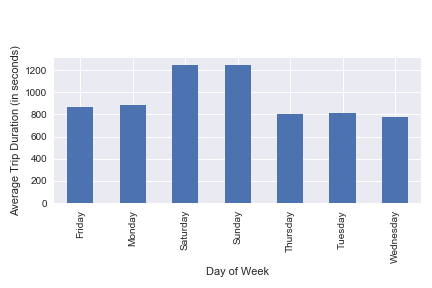 Average Trip Duration (in seconds)
1200
1000
800
600
400
200
0
Friday
Monday
Saturday
Sunday
Thursday
Tuesday
Wednesday
Day of Week